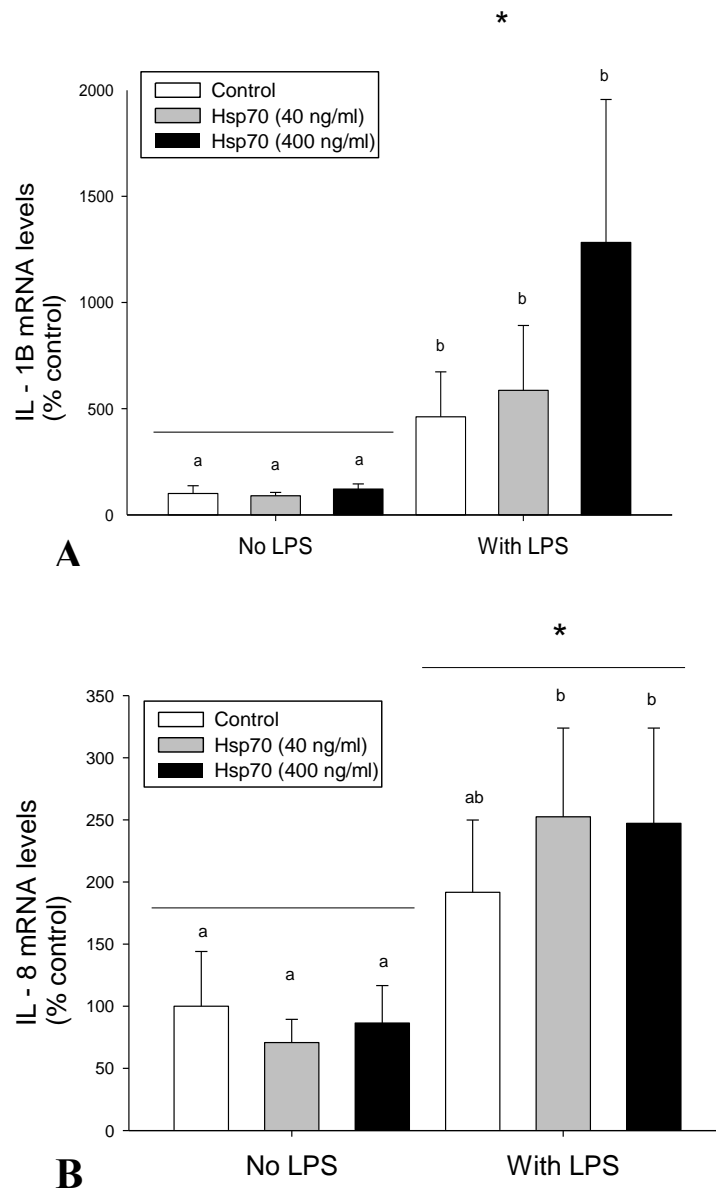 *
2000
1500
1000
500
0
IL - 1B mRNA levels
(% control)
Control
Hsp70 (40 ng/ml)
Hsp70 (400 ng/ml)
a
a
a
b
b
b
No LPS
With LPS
A
*
350
300
250
200
150
100
50
0
IL - 8 mRNA levels
(% control)
Control
Hsp70 (40 ng/ml)
Hsp70 (400 ng/ml)
a
a
a
ab
b
b
No LPS
With LPS
B